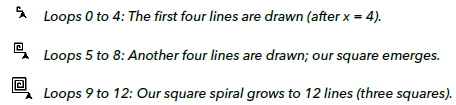 Loops 0 to 4: The first four lines are drawn (after x = 4).
Loops 5 to 8: Another four lines are drawn; our square emerges.
Loops 9 to 12: Our square spiral grows to 12 lines (three squares).